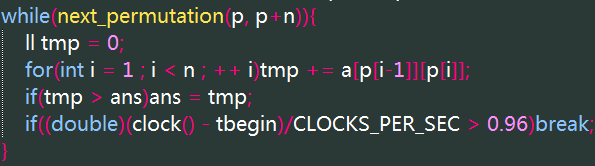 while(next_permutation(p, p+n)){
ll tmp = 0;
for(int i = 1 ; i < n ; ++ i)tmp += a[p[i-1]][p[i]];
if(tmp > ans)ans = tmp;
if((double)(clock() - tbegin)/CLOCKS_PER_SEC > 0.96)break;
}